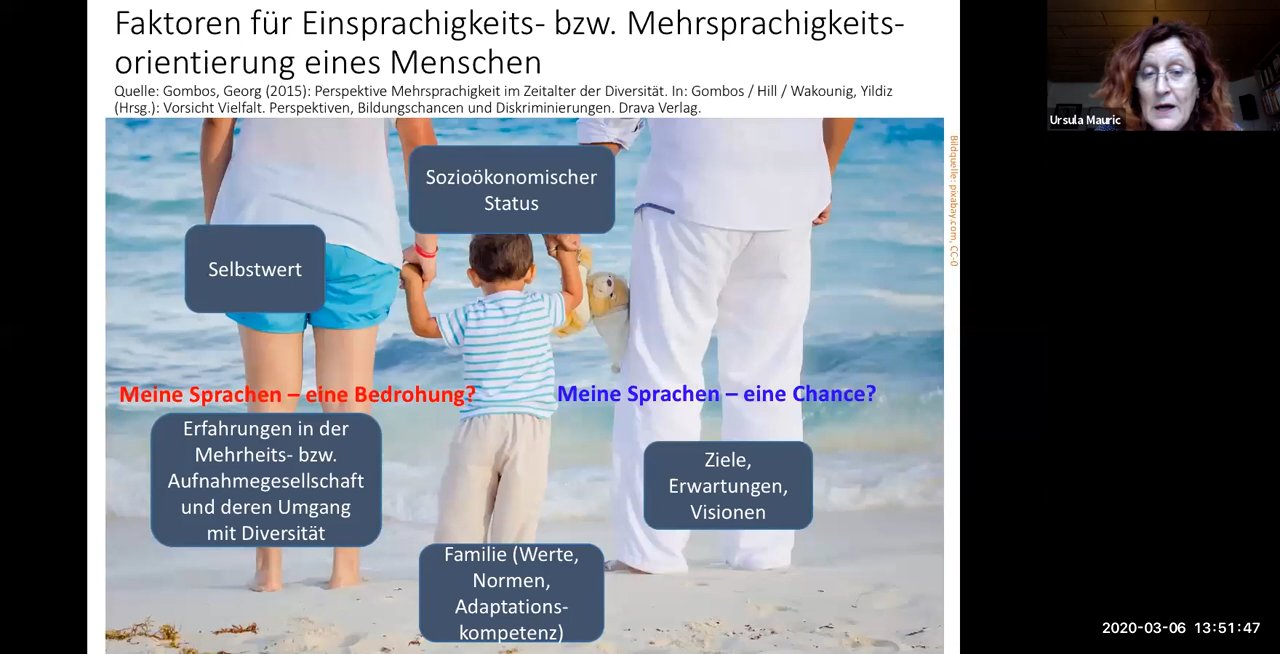 Faktoren für Einsprachigkeits- bzw. Mehrsprachigkeits-
orientierung eines Menschen
Quelle: Gombos, Georg (2015): Perspektive Mehrsprachigkeit im Zeitalter der Diversität. In: Gombos / Hill / Wakounig, Yildiz
(Hrsg.): Vorsicht Vielfalt. Perspektiven, Bildungschancen und Diskriminierungen. Drava Verlag.
Ursula Mauric
Bildquelle: pixabay.com, CC-0
Sozioökonomischer
Status
Selbstwert
Meine Sprachen – eine Bedrohung?
Meine Sprachen – eine Chance?
Erfahrungen in der
Mehrheits- bzw.
Aufnahmegesellschaft
und deren Umgang
mit Diversität
Ziele,
Erwartungen,
Visionen
Familie (Werte,
Normen,
Adaptations-
kompetenz)
2020-03-06 13:51:47